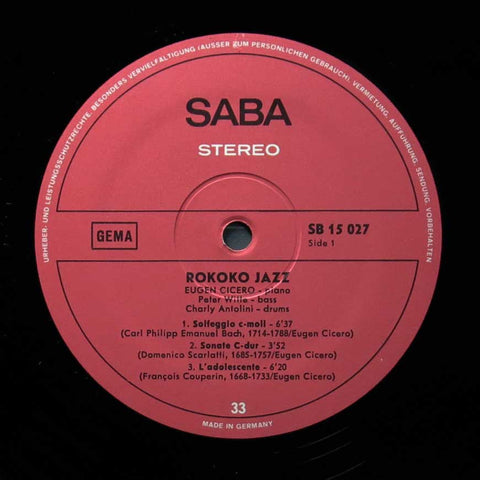 URHEBER- UND LEISTUNGSSCHUTZRECHTE, BESONDERS VERVIELFÄLTIGUNG (AUSSER ZUM PERSÖNLICHEN GEBRAUCH), VERMIETUNG, AUFFÜHRUNG, SENDUNG, VORBEHALTEN
SABA
STEREO
GEMA
SB 15 027
Side 1
ROKOKO JAZZ
EUGEN CICERO - piano
Peter Witte - bass
Charly Antolini - drums
1. Solfeggio c-moll - 6'37
(Carl Philipp Emanuel Bach, 1714-1788/Eugen Cicero)
2. Sonate C-dur - 3'52
(Domenico Scarlatti, 1685-1757/Eugen Cicero)
3. L'adolescente - 6'20
(François Couperin, 1668-1733/Eugen Cicero)
33
MADE IN GERMANY